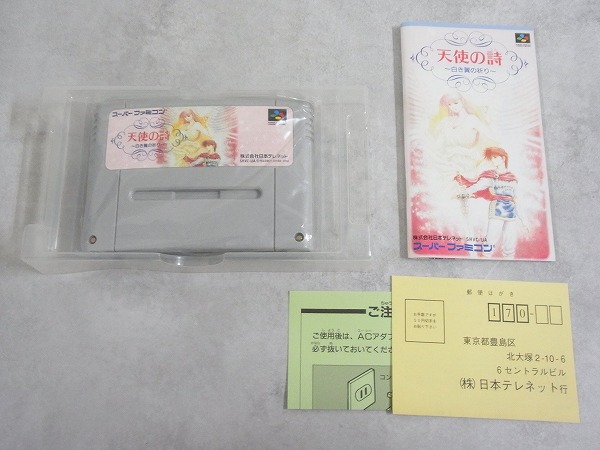 スーパーファミコン
天使の詩
〜白き翼の祈り〜
株式会社日本テレネット
天使の詩
〜白き翼の祈り〜
株式会社日本テレネット SHVC-UA
スーパーファミコン
ご注
ご使用後は、ACアダプ
必ず抜いておいてくださ
コン
郵便はがき
170-
東京都豊島区
北大塚2-10-6
6セントラルビル
(株)日本テレネット行